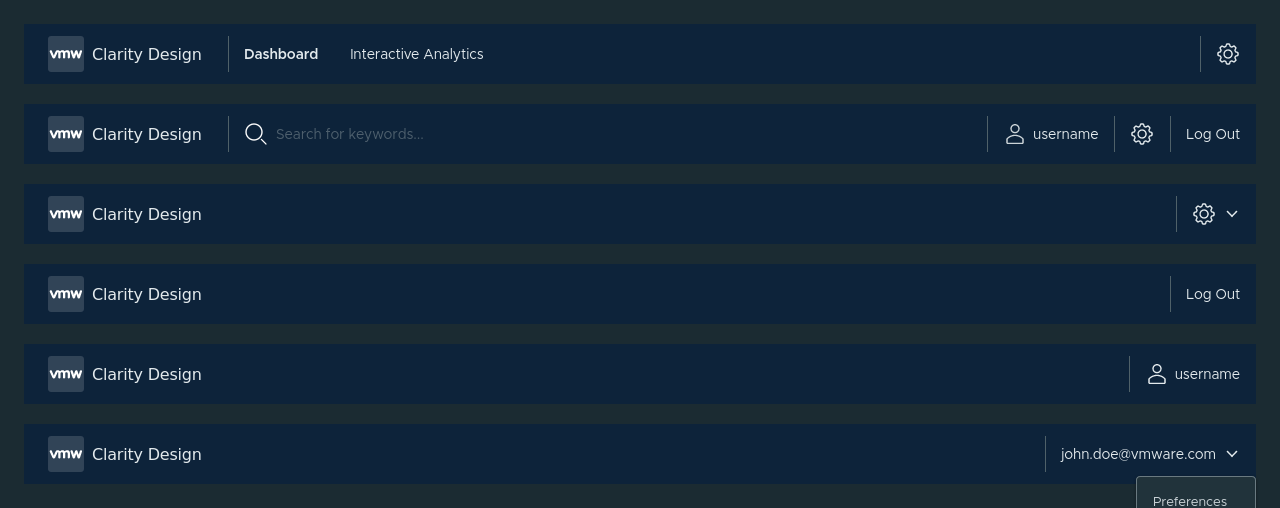 vmw Clarity Design Dashboard Interactive Analytics
vmw Clarity Design Search for keywords... username Log Out
vmw Clarity Design
vmw Clarity Design Log Out
vmw Clarity Design username
vmw Clarity Design john.doe@vmware.com
Preferences